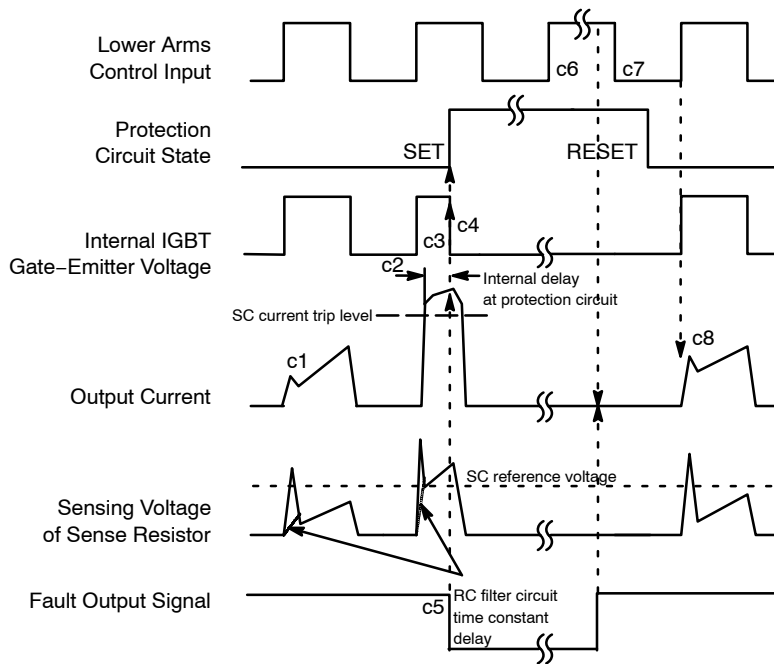 Lower Arms
Control Input
c6
c7
Protection
Circuit State
SET
RESET
Internal IGBT
Gate−Emitter Voltage
c3
c4
c2
Internal delay
at protection circuit
SC current trip level
c1
c8
Output Current
SC reference voltage
Sensing Voltage
of Sense Resistor
Fault Output Signal
c5
RC filter circuit
time constant
delay